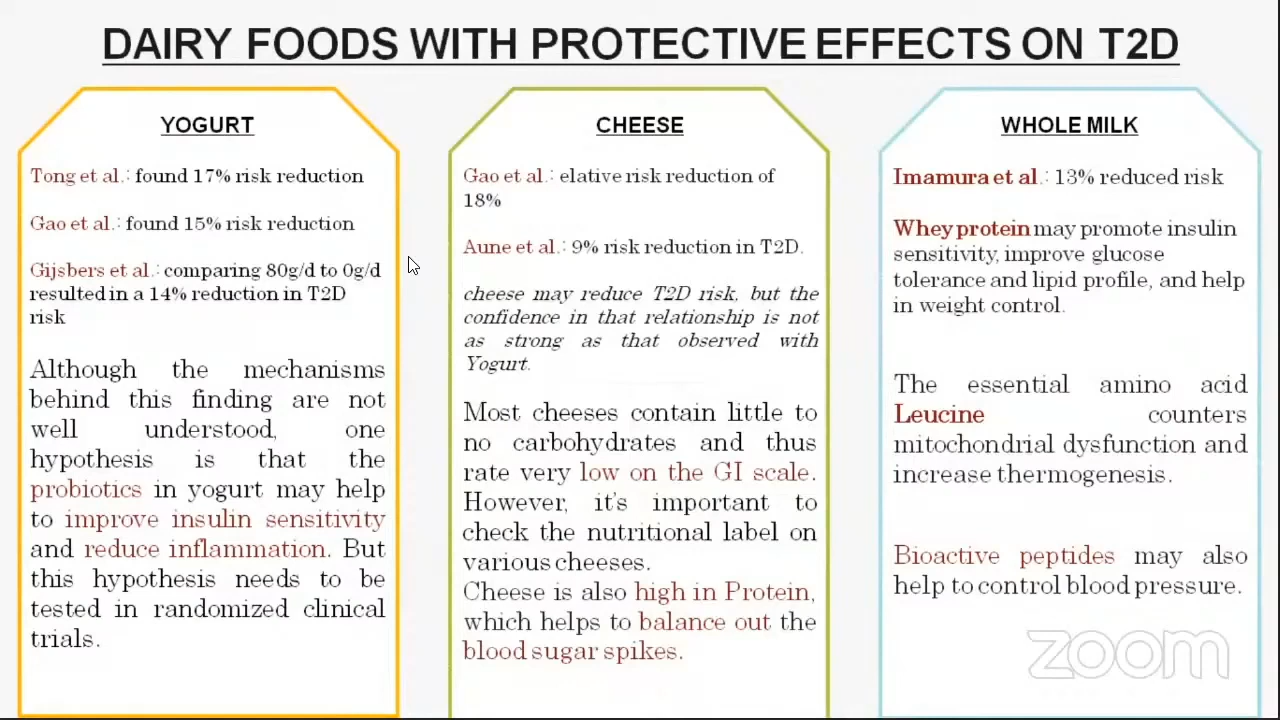 DAIRY FOODS WITH PROTECTIVE EFFECTS ON T2D
YOGURT
Tong et al.: found 17% risk reduction
Gao et al.: found 15% risk reduction
Gijsbers et al.: comparing 80g/d to 0g/d
resulted in a 14% reduction in T2D
risk
Although the mechanisms
behind this finding are not
well understood, one
hypothesis is that the
probiotics in yogurt may help
to improve insulin sensitivity
and reduce inflammation. But
this hypothesis needs to be
tested in randomized clinical
trials.
CHEESE
Gao et al.: elative risk reduction of
18%
Aune et al.: 9% risk reduction in T2D.
cheese may reduce T2D risk, but the
confidence in that relationship is not
as strong as that observed with
Yogurt.
Most cheeses contain little to
no carbohydrates and thus
rate very low on the GI scale.
However, it's important to
check the nutritional label on
various cheeses.
Cheese is also high in Protein,
which helps to balance out the
blood sugar spikes.
WHOLE MILK
Imamura et al.: 13% reduced risk
Whey protein may promote insulin
sensitivity, improve glucose
tolerance and lipid profile, and help
in weight control.
The essential amino acid
Leucine counters
mitochondrial dysfunction and
increase thermogenesis.
Bioactive peptides may also
help to control blood pressure.
zoom